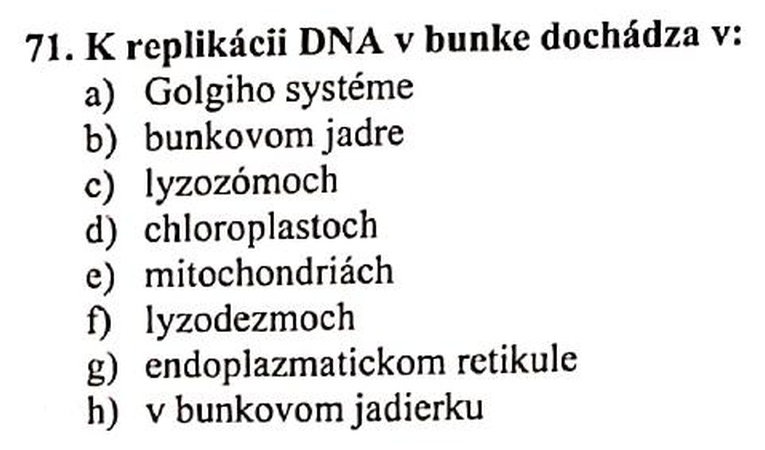 71. K replikácii DNA v bunke dochádza v:
a) Golgiho systéme
b) bunkovom jadre
c) lyzozómoch
d) chloroplastoch
e) mitochondriách
f) lyzodezmoch
g) endoplazmatickom retikule
h) v bunkovom jadierku